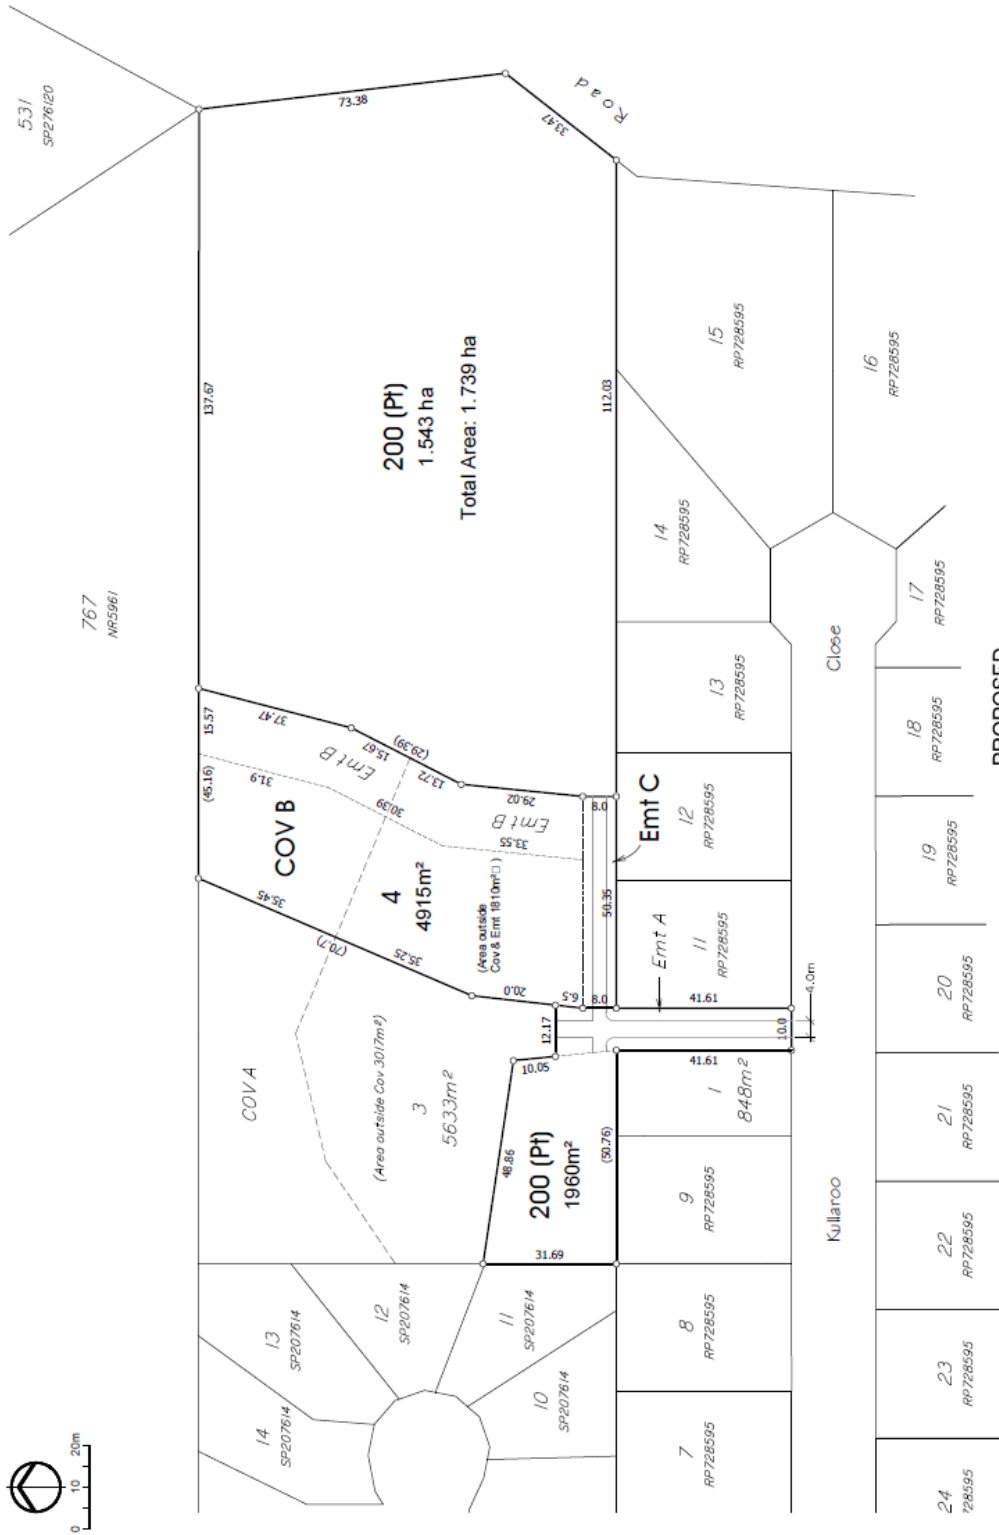 531
SP276120
73.38
33.47
Road
137.67
200 (Pt)
1.543 ha
Total Area: 1.739 ha
112.03
15
RP728595
16
RP728595
767
NR5961
14
RP728595
17
RP728595
Close
13
RP728595
18
RP728595
PROPOSED
15.57
(45.16)
37.47
Emt B
15.67
(29.39)
13.72
31.9
30.39
COV B
29.02
Emt B
33.55
8.0
Emt C
12
RP728595
19
RP728595
4
4915m²
(Area outside
Cov & Emt 1810m²□)
35.45
(70.7)
35.25
20.0
6.5
8.0
50.35
Emt A
11
RP728595
20
RP728595
41.61
4.0m
10.0
12.17
10.05
COV A
(Area outside Cov 3017m²)
3
5633m²
48.86
200 (Pt)
1960m²
(50.76)
41.61
1
848m²
21
RP728595
31.69
9
RP728595
Kullaroo
22
RP728595
13
SP207614
12
SP207614
11
SP207614
8
RP728595
23
RP728595
14
SP207614
10
SP207614
7
RP728595
24
728595
0 10 20m